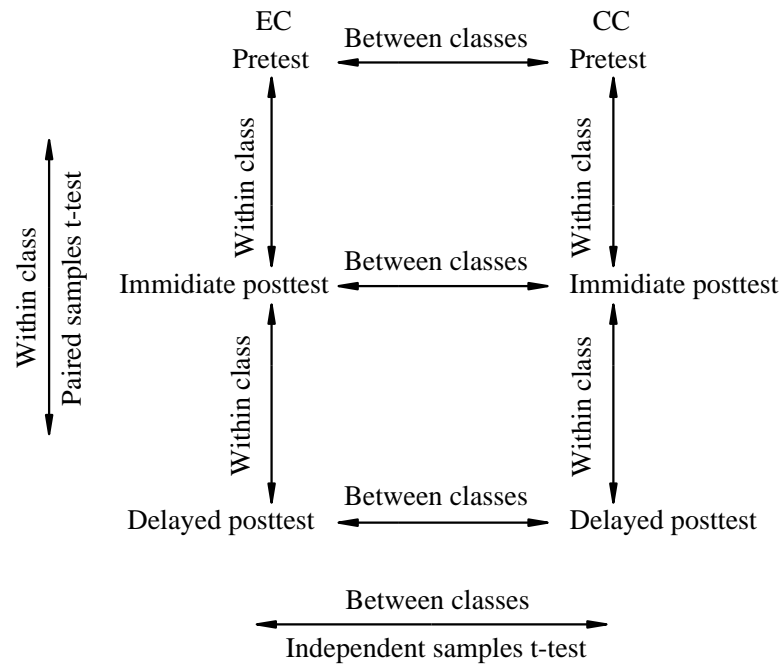 EC
CC
Between classes
Pretest
Pretest
Within class
Within class
Within class
Paired samples t-test
Between classes
Immidiate posttest
Immidiate posttest
Within class
Within class
Between classes
Delayed posttest
Delayed posttest
Between classes
Independent samples t-test